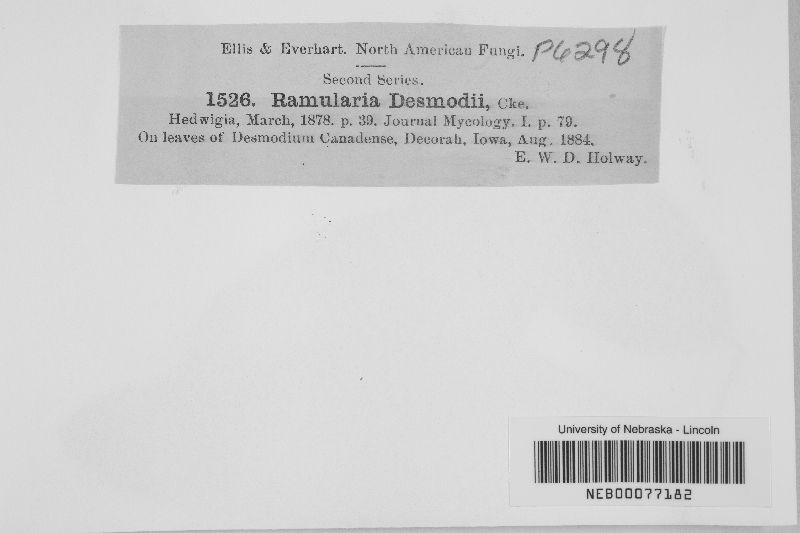 Ellis & Everhart. North American Fungi. P6298
Second Series.
1526. Ramularia Desmodii, Cke.
Hedwigia, March, 1878. p. 39. Journal Mycology. I. p. 79.
On leaves of Desmodium Canadense, Decorah, Iowa, Aug. 1884.
E. W. D. Holway.
University of Nebraska - Lincoln
NEB00077182